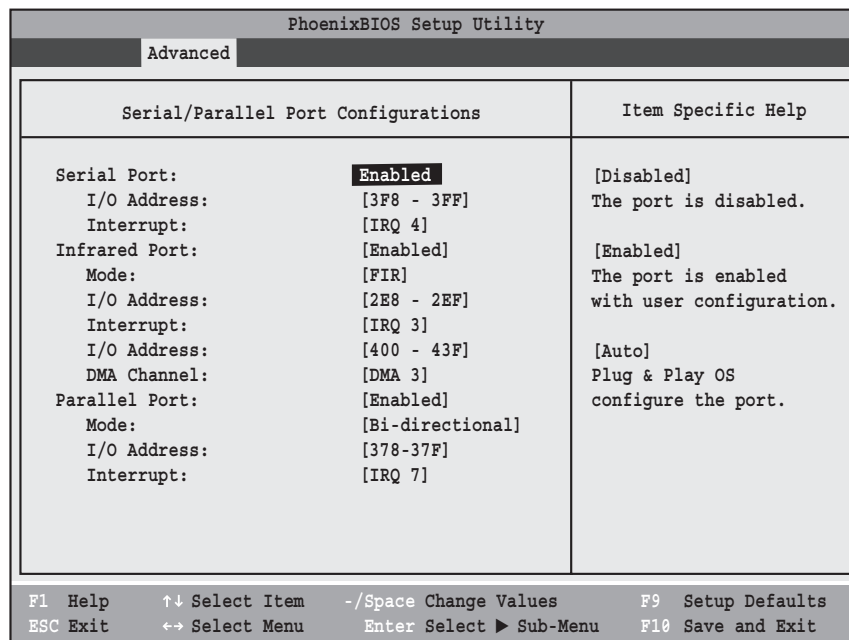 PhoenixBIOS Setup Utility
Advanced
Serial/Parallel Port Configurations
Item Specific Help
Serial Port: Enabled
I/O Address: [3F8 - 3FF]
Interrupt: [IRQ 4]
Infrared Port: [Enabled]
Mode: [FIR]
I/O Address: [2E8 - 2EF]
Interrupt: [IRQ 3]
I/O Address: [400 - 43F]
DMA Channel: [DMA 3]
Parallel Port: [Enabled]
Mode: [Bi-directional]
I/O Address: [378-37F]
Interrupt: [IRQ 7]
[Disabled]
The port is disabled.
[Enabled]
The port is enabled
with user configuration.
[Auto]
Plug & Play OS
configure the port.
F1 Help ↑↓ Select Item -/Space Change Values F9 Setup Defaults
ESC Exit ←→ Select Menu Enter Select ▶ Sub-Menu F10 Save and Exit